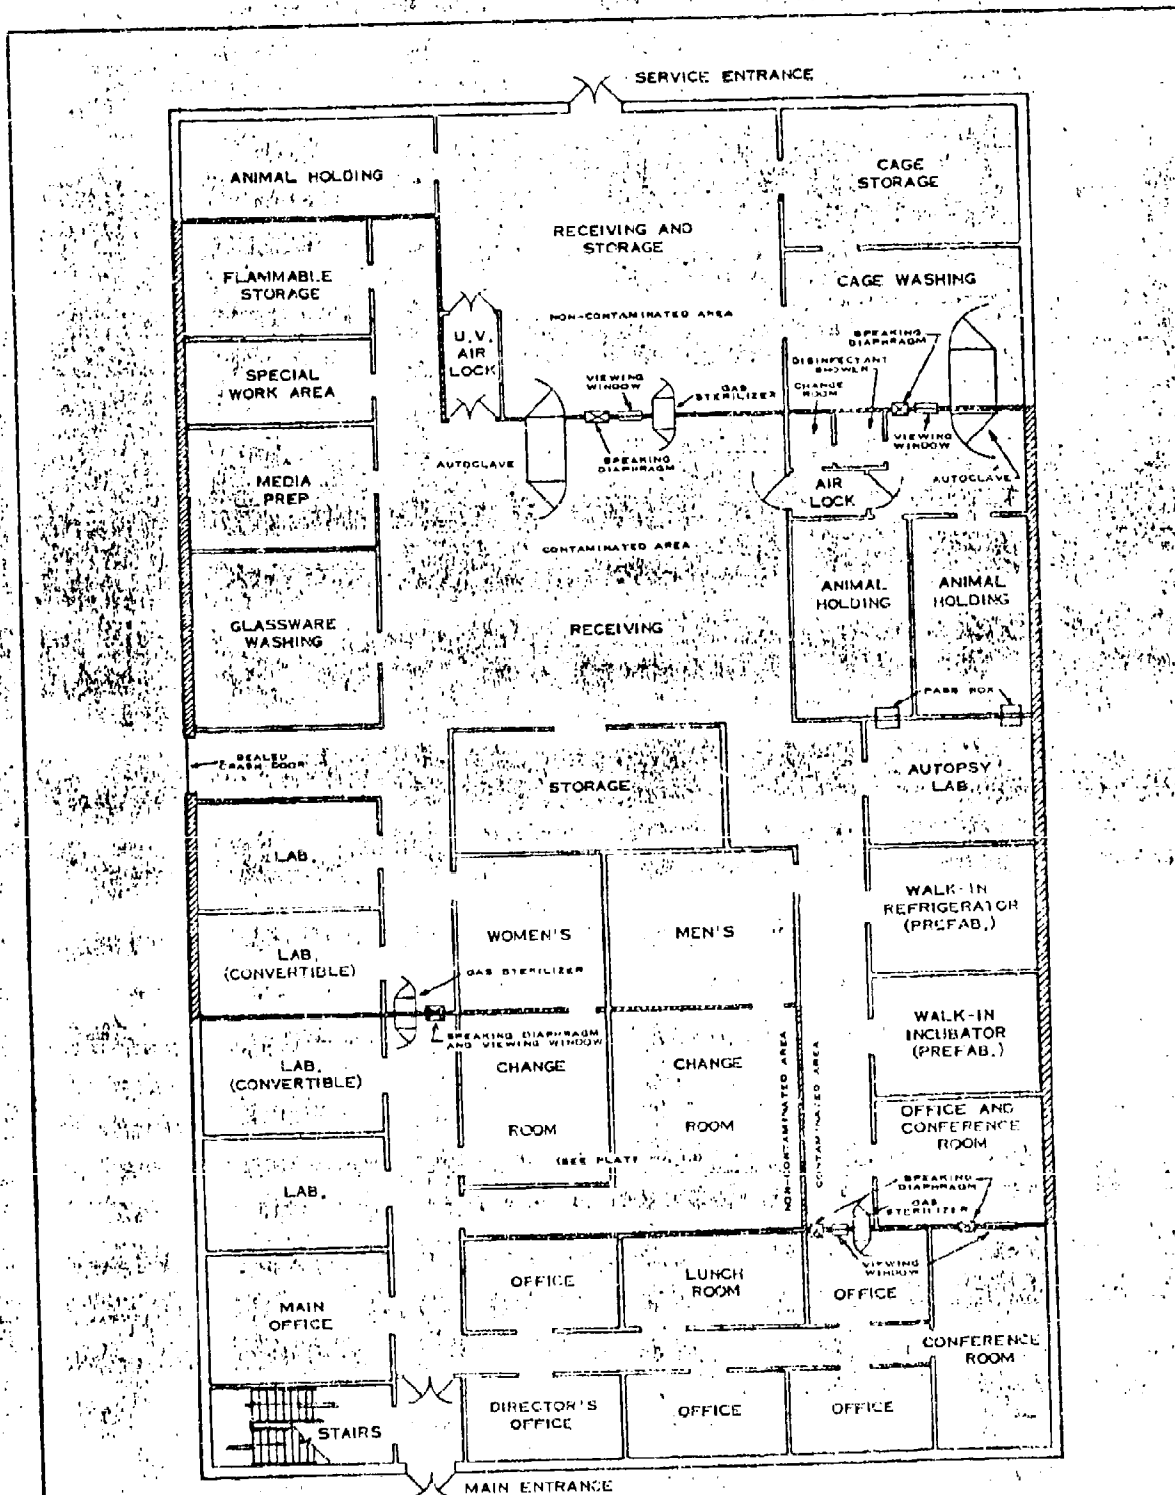 SERVICE ENTRANCE
ANIMAL HOLDING
CAGE
STORAGE
RECEIVING AND
STORAGE
FLAMMABLE
STORAGE
CAGE WASHING
NON-CONTAMINATED AREA
U.V.
AIR
LOCK
SPEAKING
DIAPHRAGM
DISINFECTANT
SHOWER
CHANGE
ROOM
VIEWING
WINDOW
GAS
STERILIZER
SPECIAL
WORK AREA
VIEWING
WINDOW
AUTOCLAVE
SPEAKING
DIAPHRAGM
MEDIA
PREP
AIR
LOCK
AUTOCLAVE
CONTAMINATED AREA
ANIMAL
HOLDING
ANIMAL
HOLDING
GLASSWARE
WASHING
RECEIVING
PASS BOX
SEALED
CRASH DOOR
STORAGE
AUTOPSY
LAB.
LAB.
WALK-IN
REFRIGERATOR
(PREFAB.)
WOMEN'S
MEN'S
LAB.
(CONVERTIBLE)
GAS STERILIZER
WALK-IN
INCUBATOR
(PREFAB.)
SPEAKING DIAPHRAGM
AND VIEWING WINDOW
LAB.
(CONVERTIBLE)
CHANGE
ROOM
CHANGE
ROOM
NON-CONTAMINATED AREA
CONTAMINATED AREA
OFFICE AND
CONFERENCE
ROOM
(SEE PLATE
LAB.
SPEAKING
DIAPHRAGM
GAS
STERILIZER
VIEWING
WINDOW
OFFICE
LUNCH
ROOM
OFFICE
MAIN
OFFICE
CONFERENCE
ROOM
DIRECTOR'S
OFFICE
OFFICE
OFFICE
STAIRS
MAIN ENTRANCE